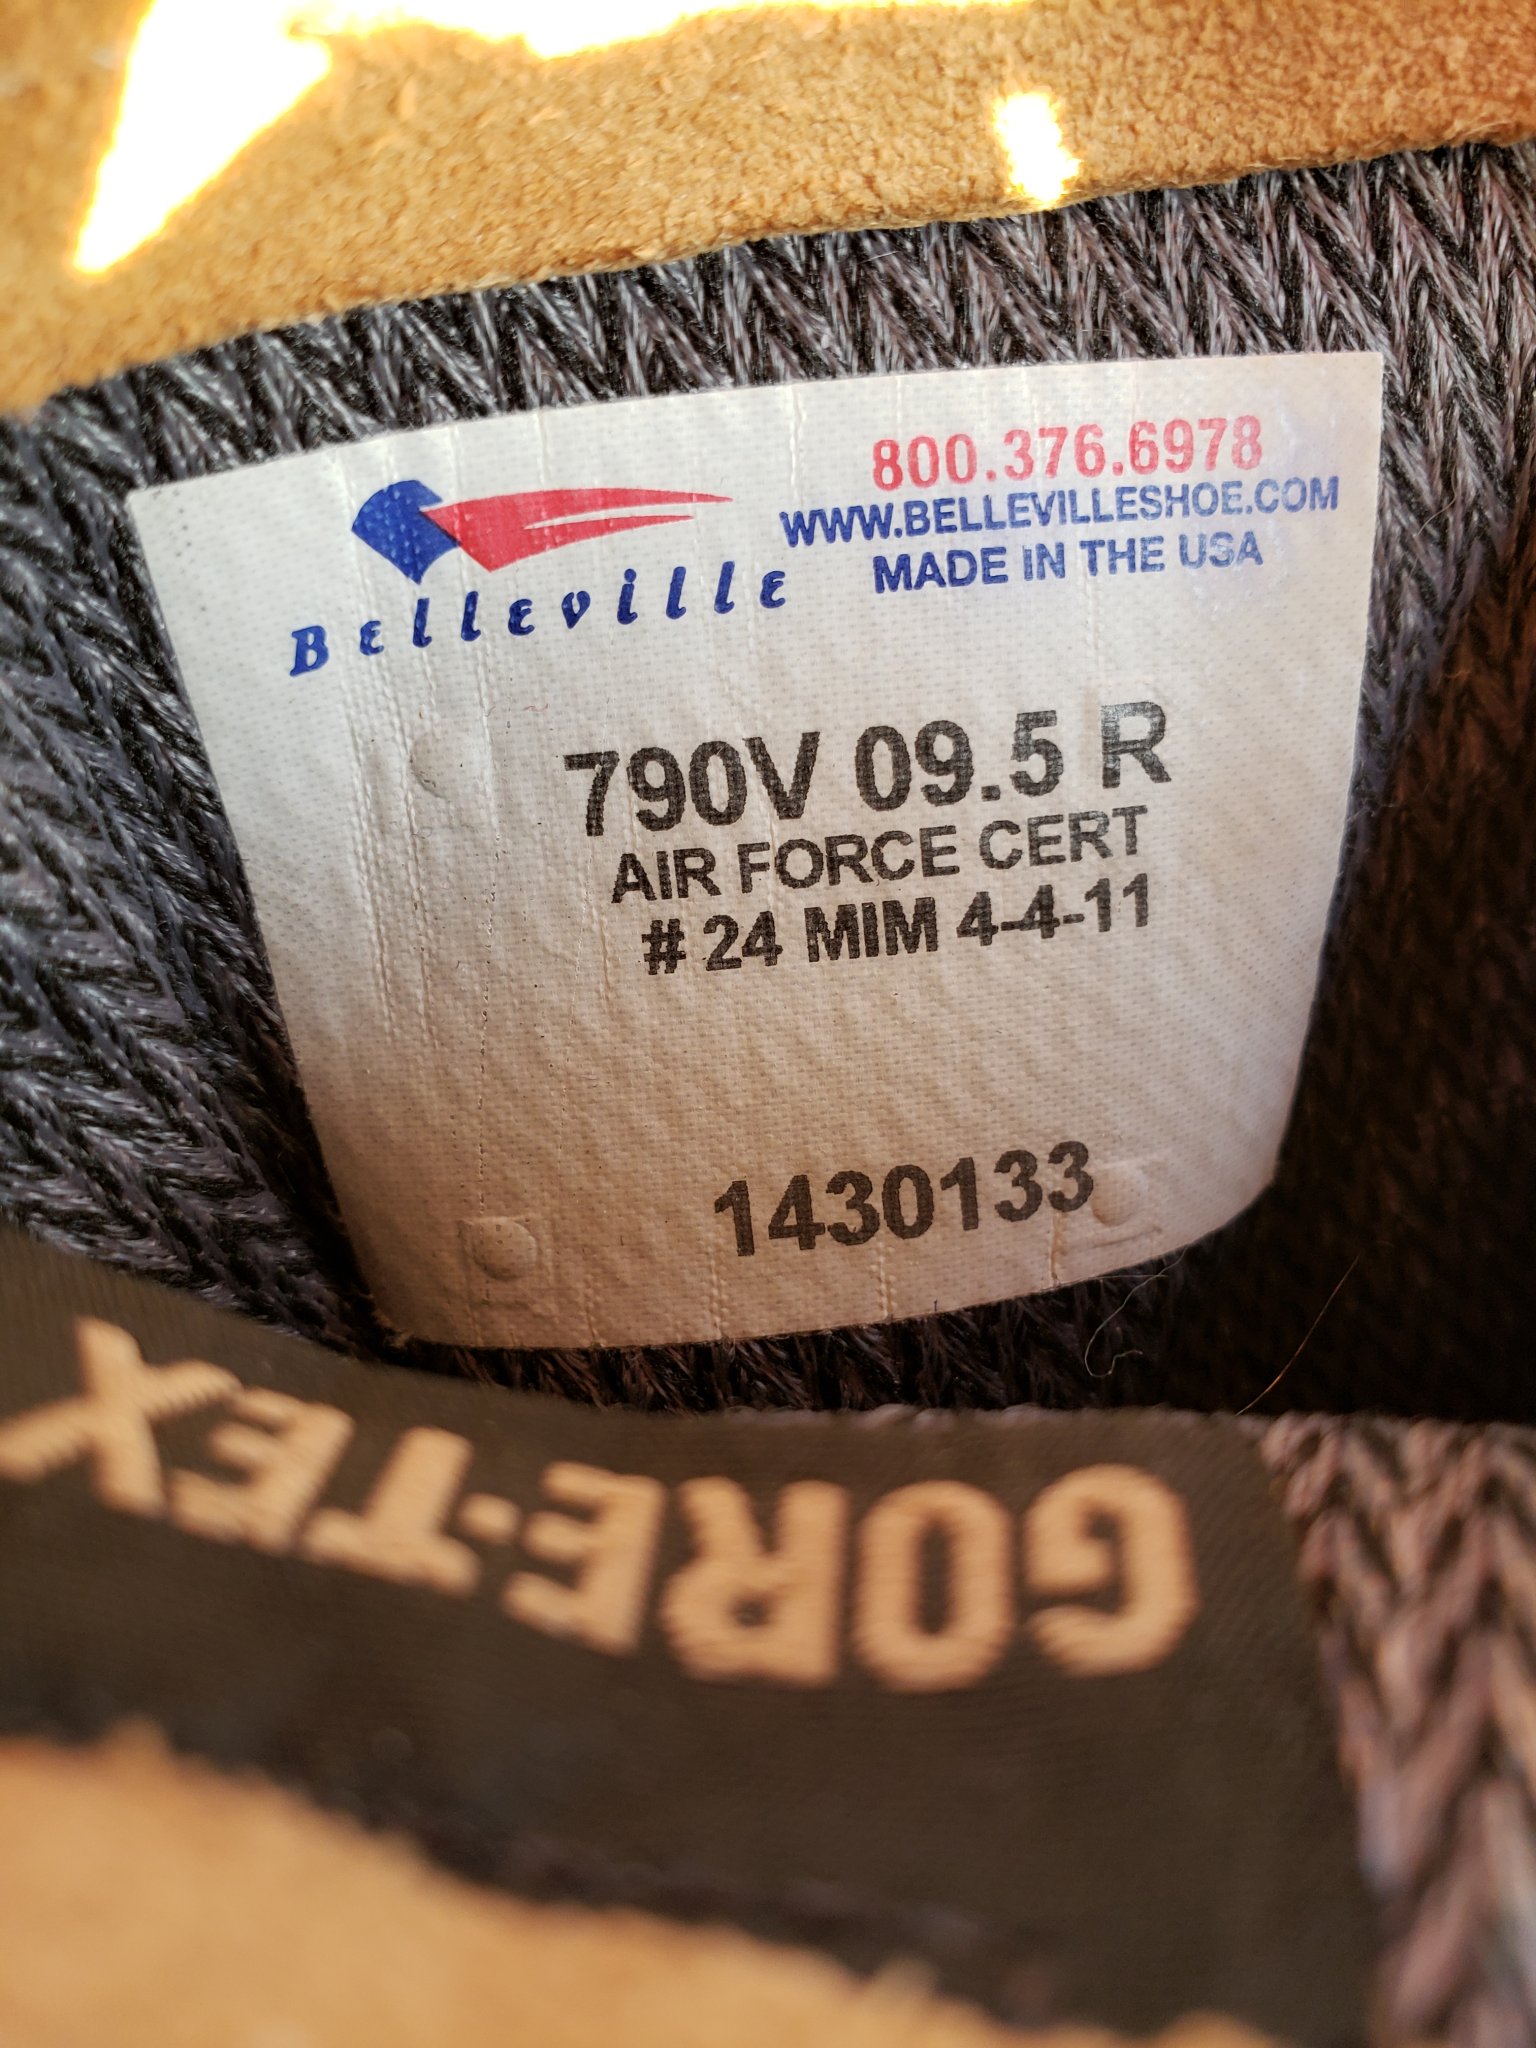 Belleville
800.376.6978
WWW.BELLEVILLESHOE.COM
MADE IN THE USA
790V 09.5 R
AIR FORCE CERT
# 24 MIM 4-4-11
1430133
GORE-TEX